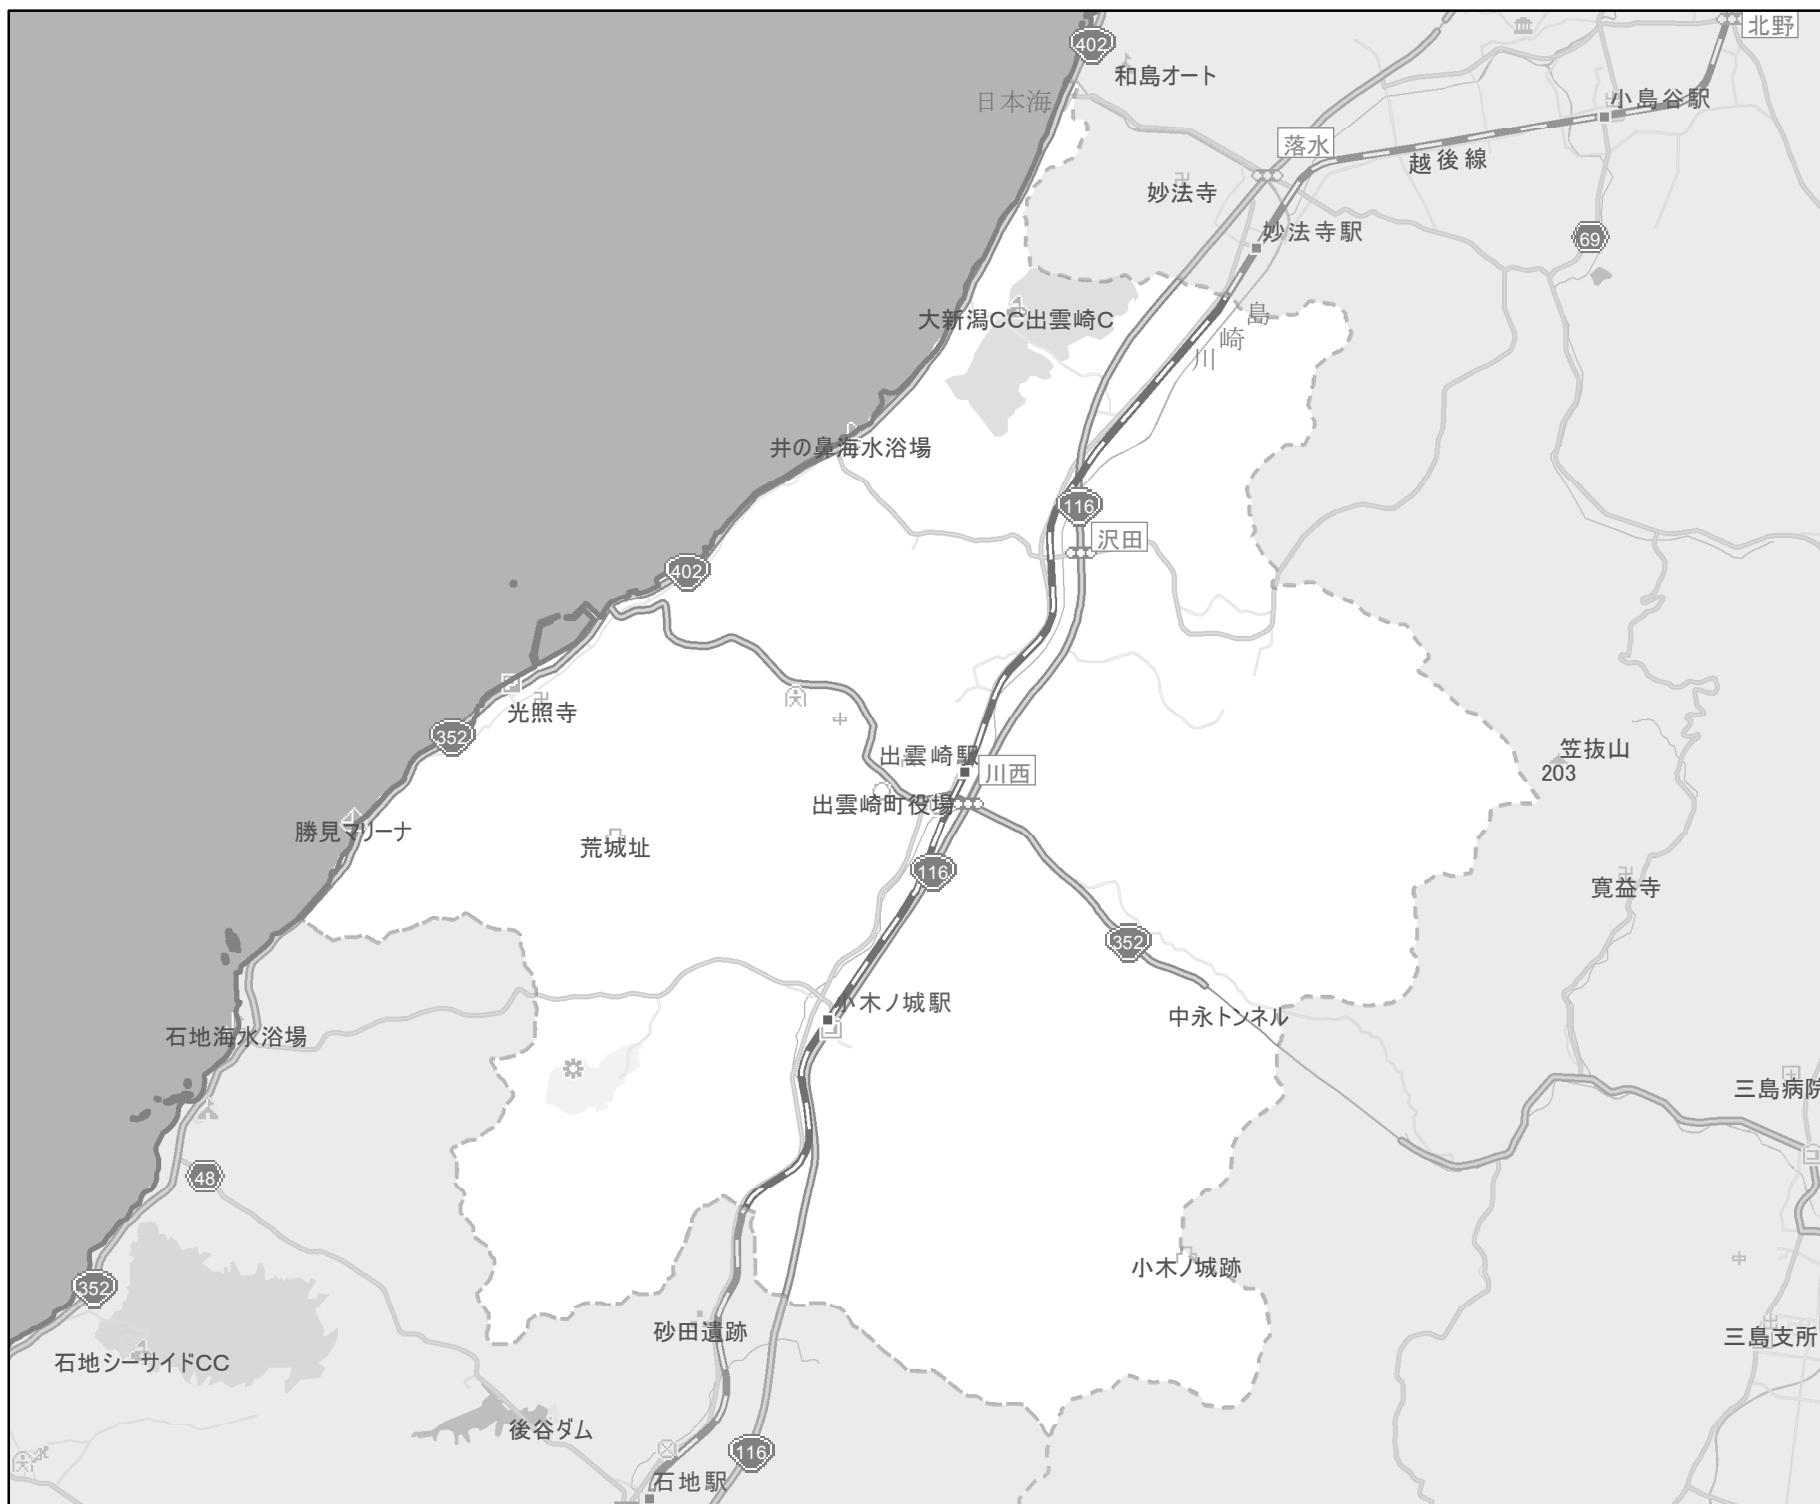 北野
402
和島オート
日本海
小島谷駅
落水
越後線
妙法寺
妙法寺駅
69
大新潟CC出雲崎C
島
崎
川
井の鼻海水浴場
116
沢田
402
光照寺
352
出雲崎駅
川西
笠抜山
203
出雲崎町役場
勝見マリーナ
荒城址
116
寛益寺
352
小木ノ城駅
中永トンネル
石地海水浴場
三島病院
48
小木ノ城跡
352
砂田遺跡
三島支所
石地シーサイドCC
後谷ダム
116
石地駅